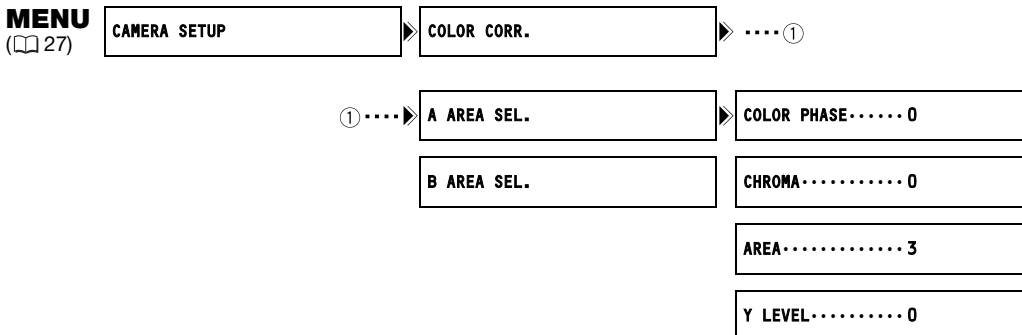 MENU
(27)
CAMERA SETUP
COLOR CORR.
····①
①····
A AREA SEL.
COLOR PHASE······0
B AREA SEL.
CHROMA···········0
AREA·············3
Y LEVEL··········0